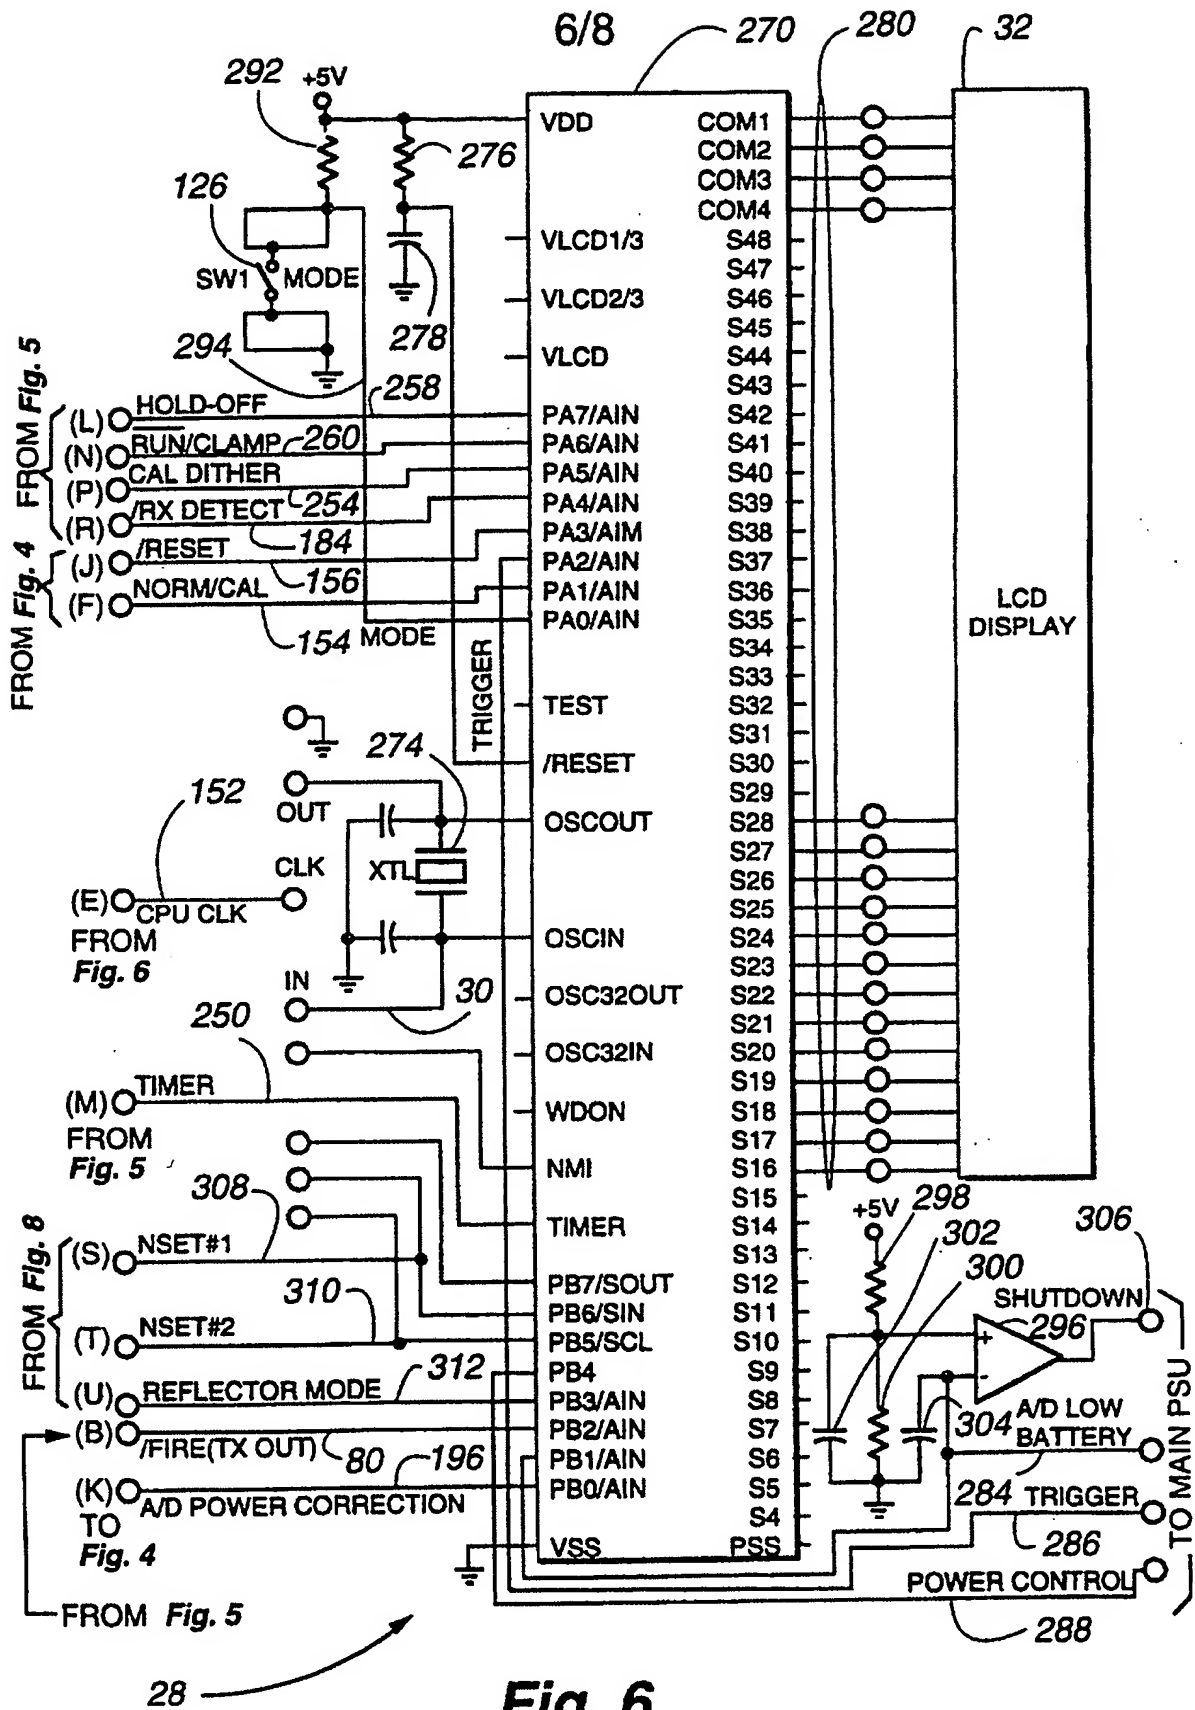 6/8
270
280
32
292
+5V
276
126
SW1
MODE
278
294
VDD
VLCD1/3
VLCD2/3
VLCD
PA7/AIN
PA6/AIN
PA5/AIN
PA4/AIN
PA3/AIM
PA2/AIN
PA1/AIN
PA0/AIN
TEST
/RESET
OSCOUT
OSCIN
OSC32OUT
OSC32IN
WDON
NMI
TIMER
PB7/SOUT
PB6/SIN
PB5/SCL
PB4
PB3/AIN
PB2/AIN
PB1/AIN
PB0/AIN
VSS
COM1
COM2
COM3
COM4
S48
S47
S46
S45
S44
S43
S42
S41
S40
S39
S38
S37
S36
S35
S34
S33
S32
S31
S30
S29
S28
S27
S26
S25
S24
S23
S22
S21
S20
S19
S18
S17
S16
S15
S14
S13
S12
S11
S10
S9
S8
S7
S6
S5
S4
PSS
LCD
DISPLAY
FROM Fig. 5
(L) HOLD-OFF 258
(N) RUN/CLAMP 260
(P) CAL DITHER 254
(R) /RX DETECT 184
FROM Fig. 4
(J) /RESET 156
(F) NORM/CAL 154
MODE
TRIGGER
274
OUT
XTL
152
CLK
(E) CPU CLK
FROM
Fig. 6
IN
30
250
(M) TIMER
FROM
Fig. 5
FROM Fig. 8
308
(S) NSET#1
310
(T) NSET#2
312
(U) REFLECTOR MODE
(B) /FIRE(TX OUT) 80
196
(K) A/D POWER CORRECTION
TO
Fig. 4
FROM Fig. 5
+5V
298
302
300
306
SHUTDOWN
296
+
-
304
A/D LOW
BATTERY
284
TRIGGER
286
POWER CONTROL
288
TO MAIN PSU
28
Fig. 6